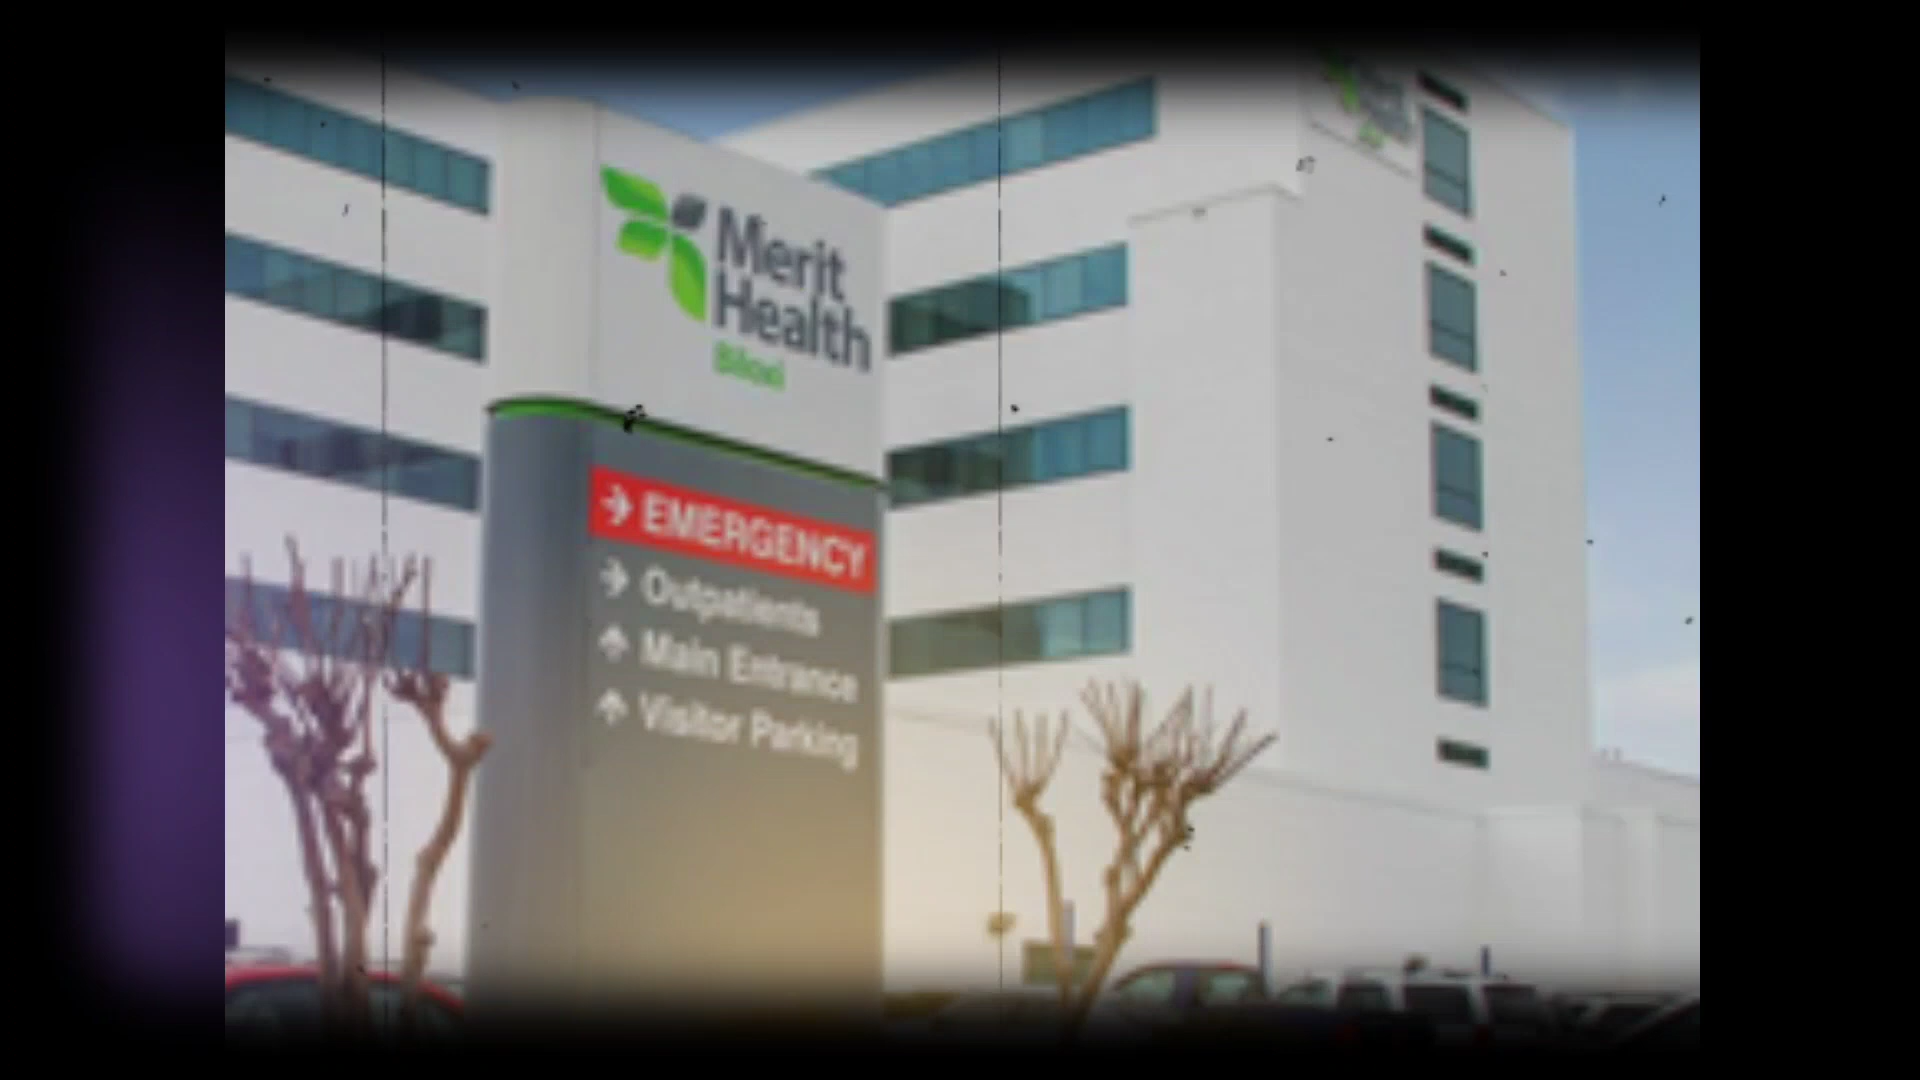 Merit
Health
Biloxi
EMERGENCY
Outpatients
Main Entrance
Visitor Parking